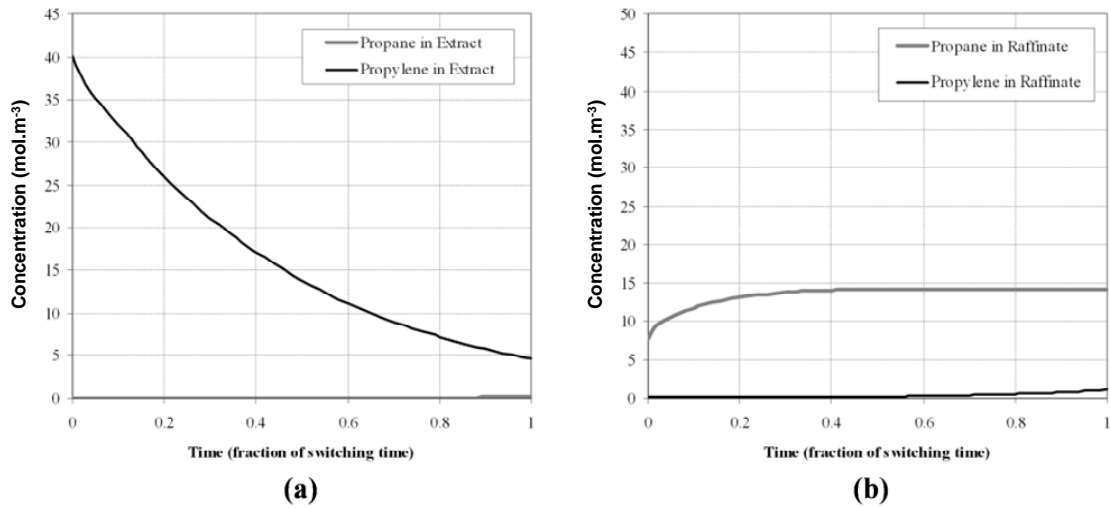 45
40
35
30
25
20
15
10
5
0
Concentration (mol.m⁻³)
Propane in Extract
Propylene in Extract
0 0.2 0.4 0.6 0.8 1
Time (fraction of switching time)
(a)
50
45
40
35
30
25
20
15
10
5
0
Concentration (mol.m⁻³)
Propane in Raffinate
Propylene in Raffinate
0 0.2 0.4 0.6 0.8 1
Time (fraction of switching time)
(b)